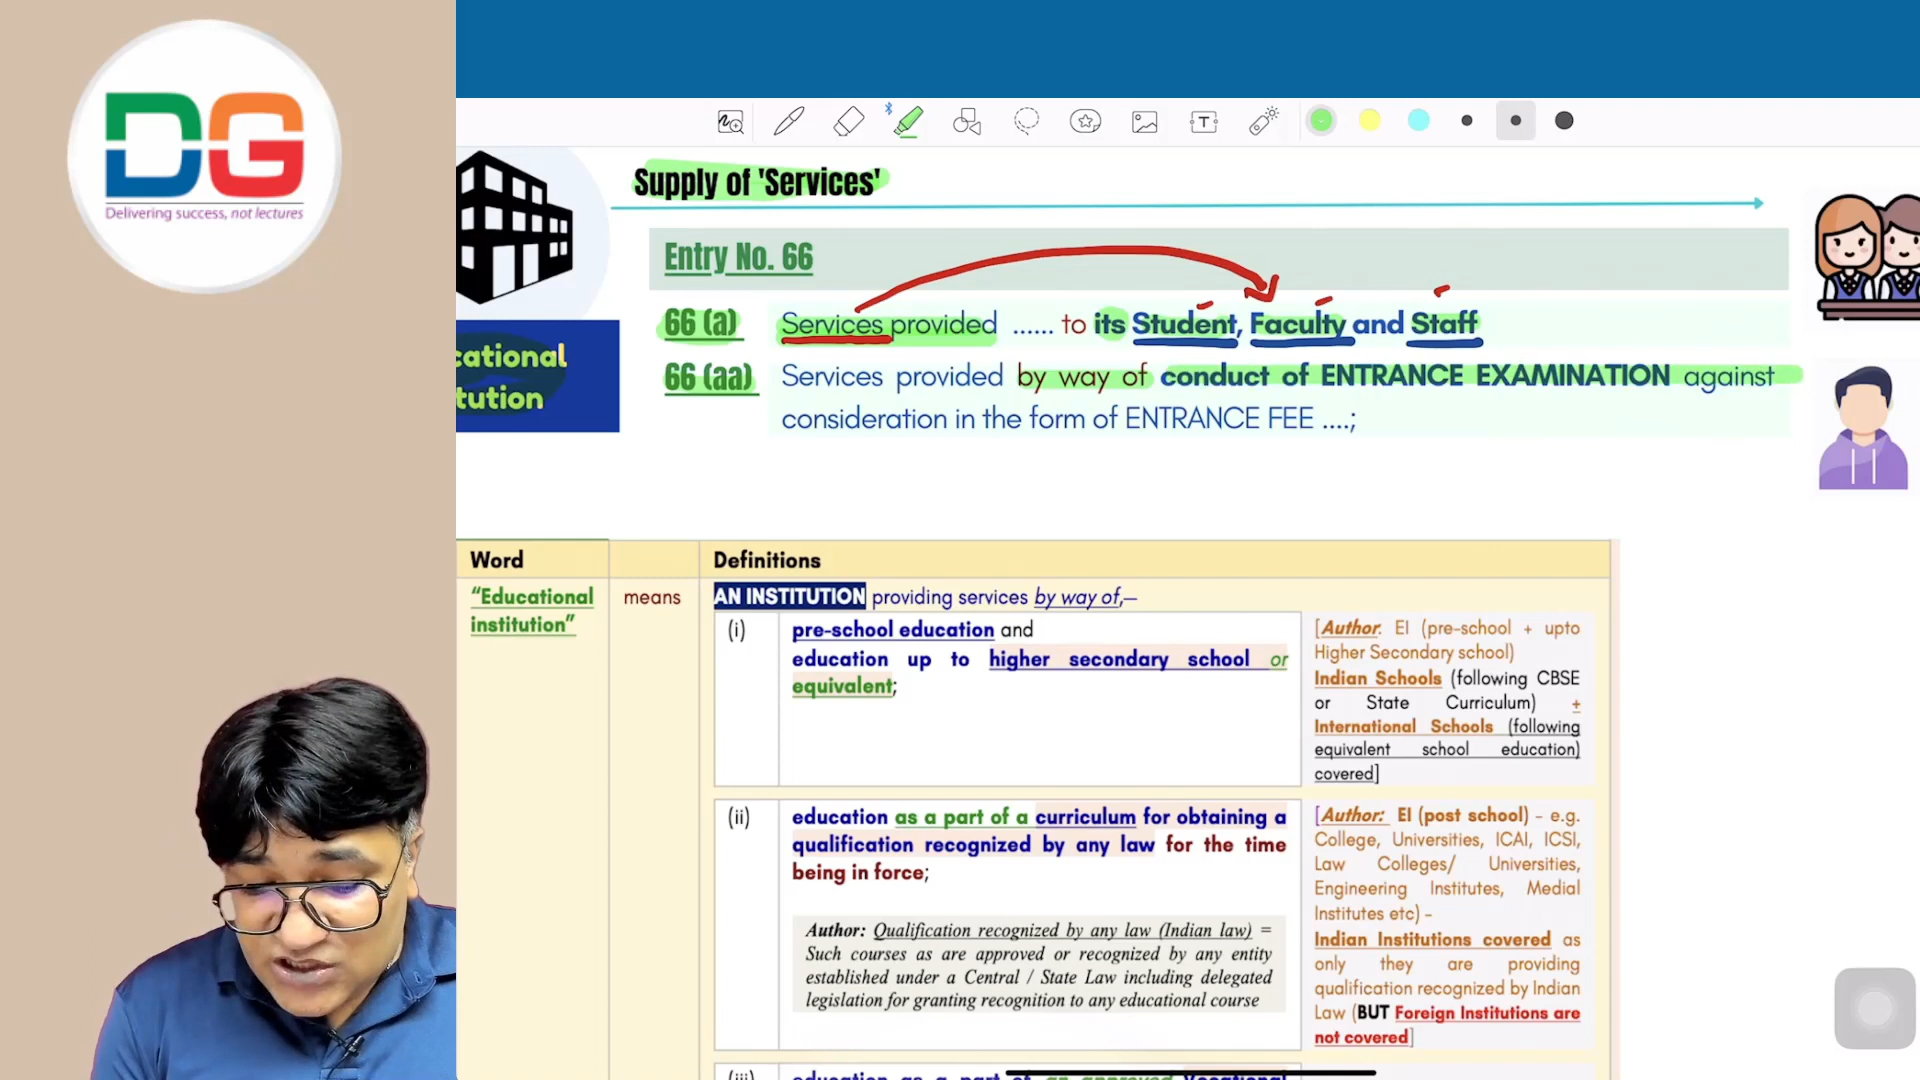 DG
Delivering success, not lectures
T
Supply of 'Services'
Entry No. 66
66 (a) Services provided ...... to its Student, Faculty and Staff
66 (aa) Services provided by way of conduct of ENTRANCE EXAMINATION against
consideration in the form of ENTRANCE FEE ....;
cational
tution
Word Definitions
"Educational
institution"
means
AN INSTITUTION providing services by way of,–
(i) pre-school education and
education up to higher secondary school or
equivalent;
[Author. EI (pre-school + upto
Higher Secondary school)
Indian Schools (following CBSE
or State Curriculum) +
International Schools (following
equivalent school education)
covered]
(ii) education as a part of a curriculum for obtaining a
qualification recognized by any law for the time
being in force;
Author: Qualification recognized by any law (Indian law) =
Such courses as are approved or recognized by any entity
established under a Central / State Law including delegated
legislation for granting recognition to any educational course
[Author: EI (post school) - e.g.
College, Universities, ICAI, ICSI,
Law Colleges/ Universities,
Engineering Institutes, Medial
Institutes etc) -
Indian Institutions covered as
only they are providing
qualification recognized by Indian
Law (BUT Foreign Institutions are
not covered]
(iii) education as a part of an approved Vocational